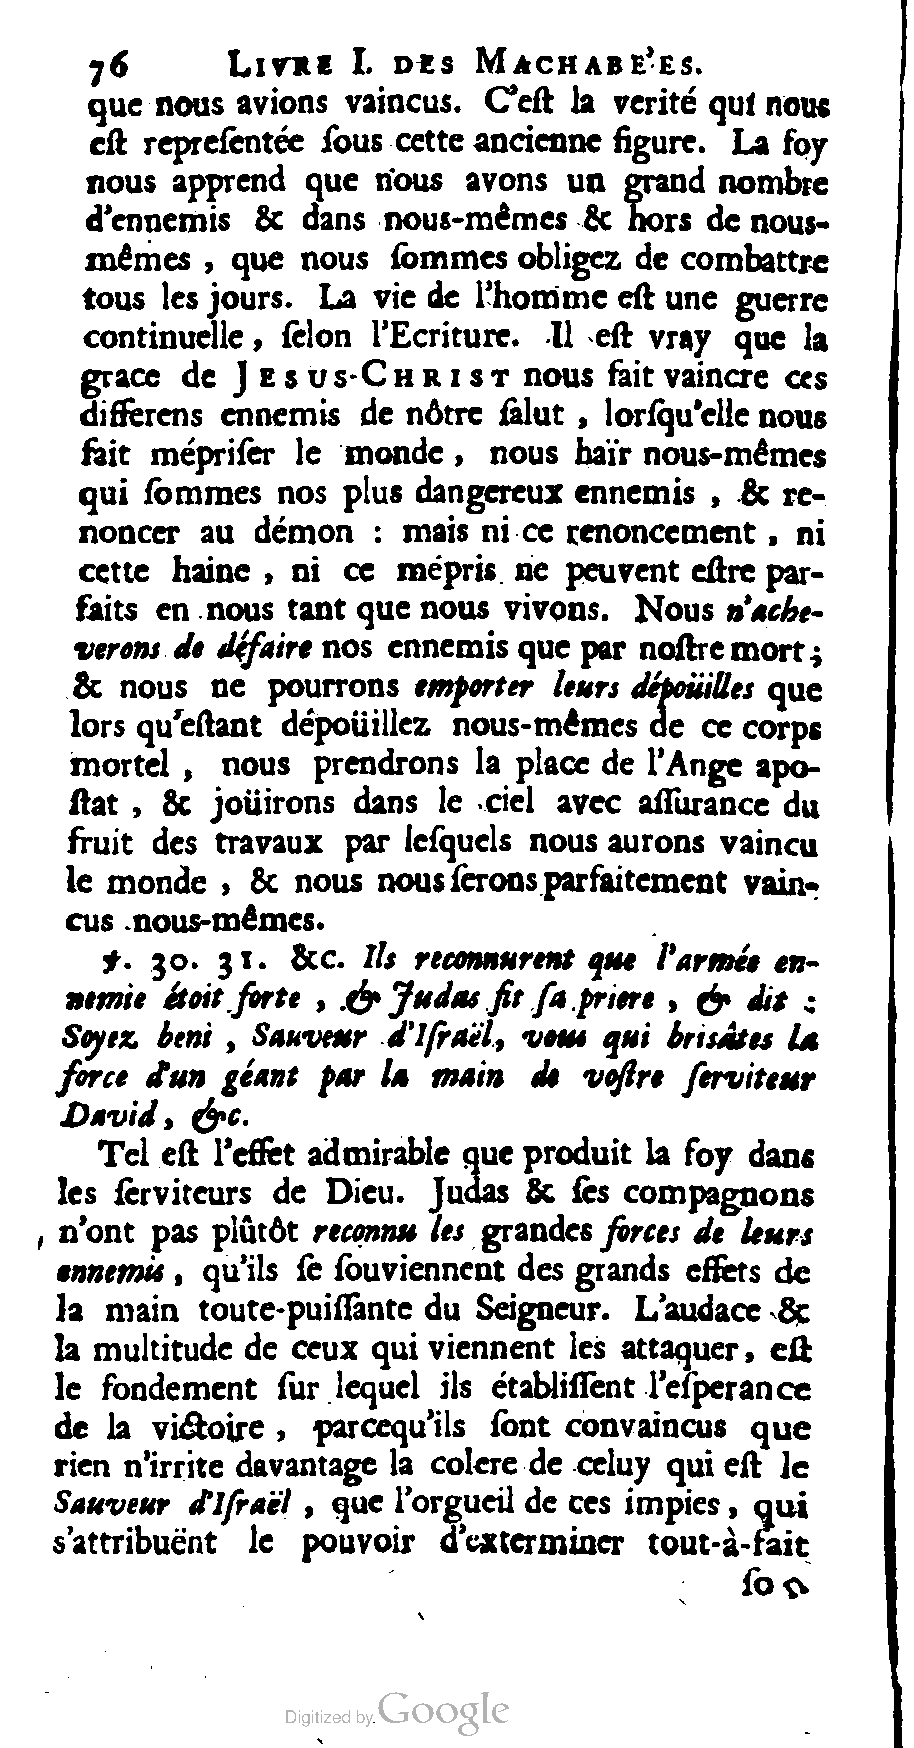 76 LIVRE I. DES MACHABE'ES.
que nous avions vaincus. C'eſt la verité qui nous
eſt repreſentée ſous cette ancienne figure. La foy
nous apprend que nous avons un grand nombre
d'ennemis & dans nous-mêmes & hors de nous-
mêmes , que nous ſommes obligez de combattre
tous les jours. La vie de l'homme eſt une guerre
continuelle , ſelon l'Ecriture. Il eſt vray que la
grace de JESUS-CHRIST nous fait vaincre ces
differens ennemis de nôtre ſalut , lorſqu'elle nous
fait mépriſer le monde , nous haïr nous-mêmes
qui ſommes nos plus dangereux ennemis , & re-
noncer au démon : mais ni ce renoncement , ni
cette haine , ni ce mépris ne peuvent eſtre par-
faits en nous tant que nous vivons. Nous n'ache-
verons de défaire nos ennemis que par noſtre mort ;
& nous ne pourrons emporter leurs dépoüilles que
lors qu'eſtant dépoüillez nous-mêmes de ce corps
mortel , nous prendrons la place de l'Ange apo-
ſtat , & joüirons dans le ciel avec aſſurance du
fruit des travaux par leſquels nous aurons vaincu
le monde , & nous nous ſerons parfaitement vain-
cus nous-mêmes.
℣. 30. 31. &c. Ils reconnurent que l'armée en-
nemie étoit forte , & Judas fit ſa priere , & dit :
Soyez beni , Sauveur d'Iſraël, vous qui briſâtes la
force d'un géant par la main de voſtre ſerviteur
David, &c.
Tel eſt l'effet admirable que produit la foy dans
les ſerviteurs de Dieu. Judas & ſes compagnons
n'ont pas plûtôt reconnu les grandes forces de leurs
ennemis , qu'ils ſe ſouviennent des grands effets de
la main toute-puiſſante du Seigneur. L'audace &
la multitude de ceux qui viennent les attaquer, eſt
le fondement ſur lequel ils établiſſent l'eſperance
de la victoire , parcequ'ils ſont convaincus que
rien n'irrite davantage la colere de celuy qui eſt le
Sauveur d'Iſraël , que l'orgueil de ces impies, qui
s'attribuënt le pouvoir d'exterminer tout-à-fait
Digitized by Google